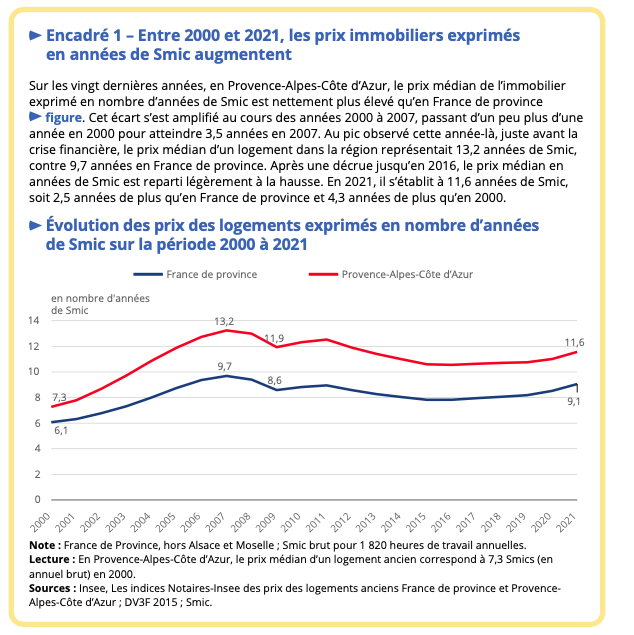 Encadré 1 – Entre 2000 et 2021, les prix immobiliers exprimés
en années de Smic augmentent
Sur les vingt dernières années, en Provence-Alpes-Côte d’Azur, le prix médian de l’immobilier
exprimé en nombre d’années de Smic est nettement plus élevé qu’en France de province
figure. Cet écart s’est amplifié au cours des années 2000 à 2007, passant d’un peu plus d’une
année en 2000 pour atteindre 3,5 années en 2007. Au pic observé cette année-là, juste avant la
crise financière, le prix médian d’un logement dans la région représentait 13,2 années de Smic,
contre 9,7 années en France de province. Après une décrue jusqu’en 2016, le prix médian en
années de Smic est reparti légèrement à la hausse. En 2021, il s’établit à 11,6 années de Smic,
soit 2,5 années de plus qu’en France de province et 4,3 années de plus qu’en 2000.
Évolution des prix des logements exprimés en nombre d’années
de Smic sur la période 2000 à 2021
France de province Provence-Alpes-Côte d’Azur
en nombre d'années
de Smic
14
12
10
8
6
4
2
0
7,3
13,2
11,9
11,6
6,1
9,7
8,6
9,1
2000 2001 2002 2003 2004 2005 2006 2007 2008 2009 2010 2011 2012 2013 2014 2015 2016 2017 2018 2019 2020 2021
Note : France de Province, hors Alsace et Moselle ; Smic brut pour 1 820 heures de travail annuelles.
Lecture : En Provence-Alpes-Côte d’Azur, le prix médian d’un logement ancien correspond à 7,3 Smics (en
annuel brut) en 2000.
Sources : Insee, Les indices Notaires-Insee des prix des logements anciens France de province et Provence-
Alpes-Côte d’Azur ; DV3F 2015 ; Smic.